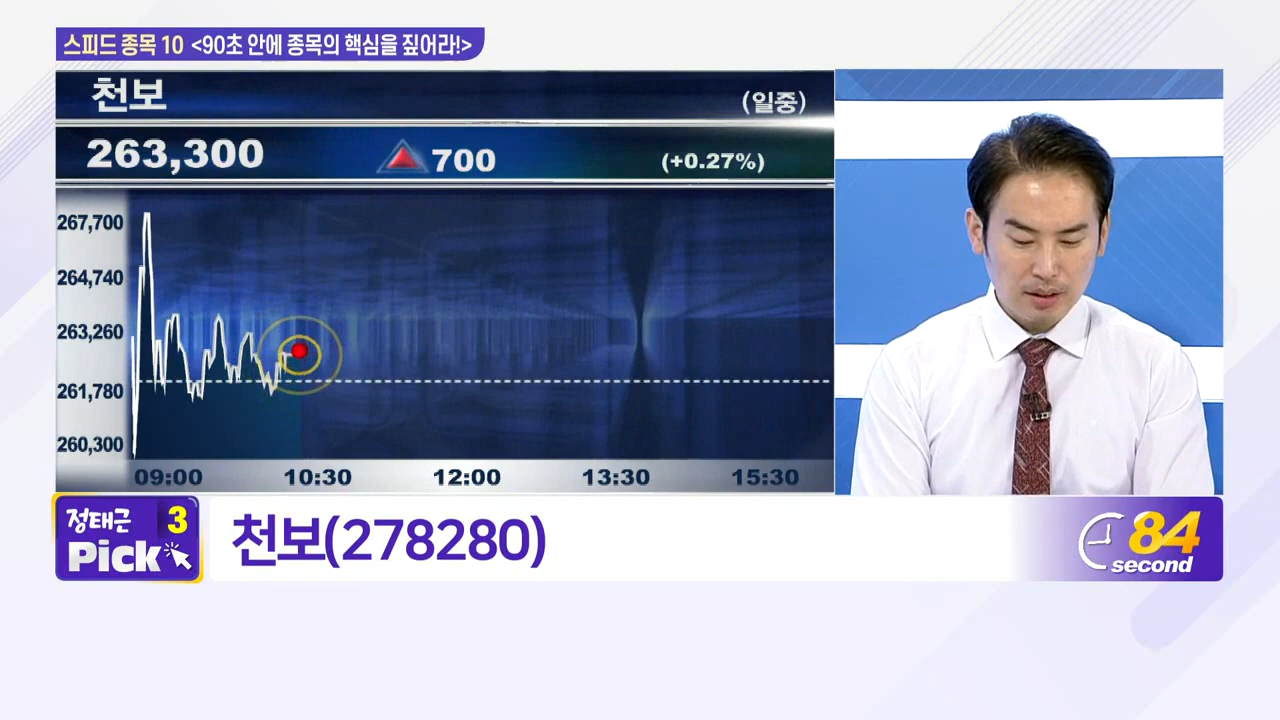 스피드 종목 10 <90초 안에 종목의 핵심을 짚어라!>
천보
(일중)
263,300 700 (+0.27%)
267,700
264,740
263,260
261,780
260,300
09:00 10:30 12:00 13:30 15:30
정태근 3
Pick
천보(278280)
84
second